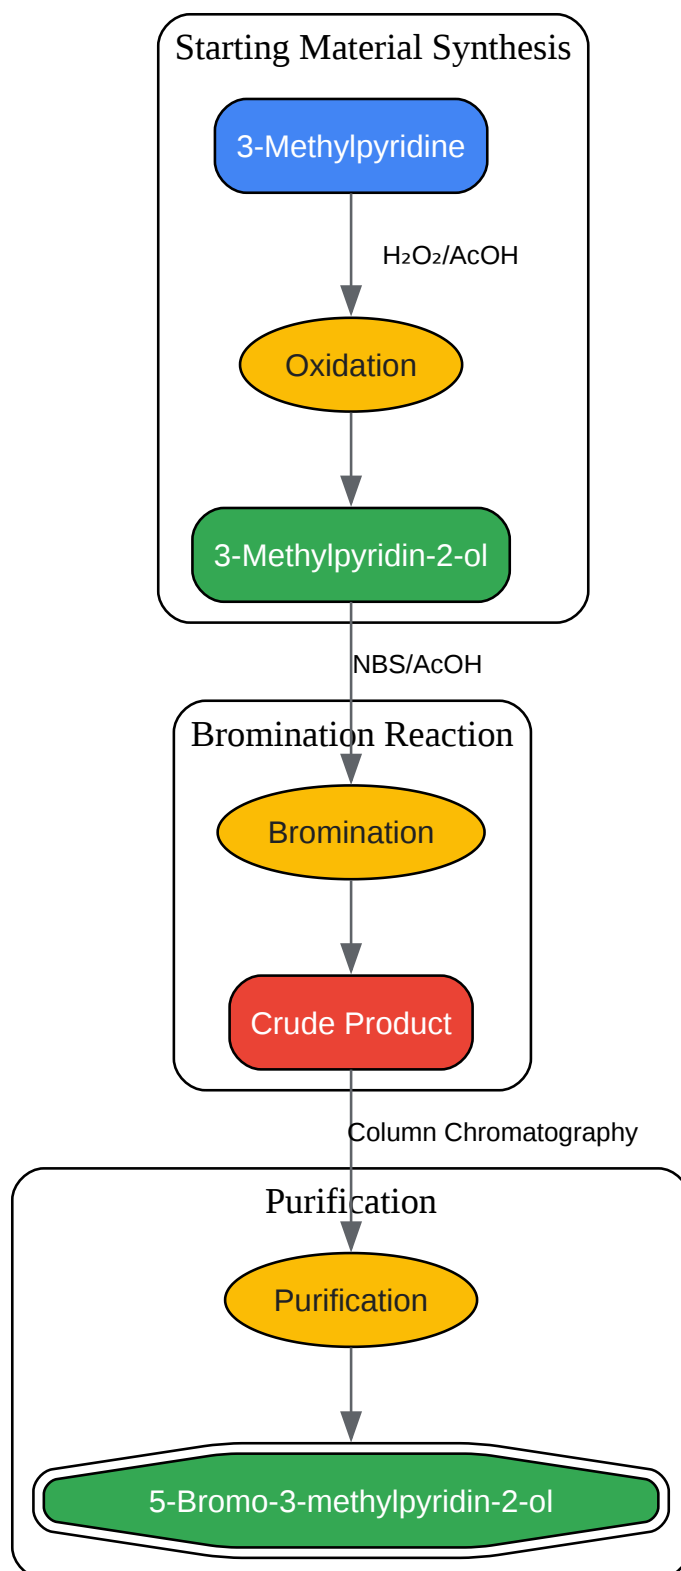 Starting Material Synthesis
3-Methylpyridine
H₂O₂/AcOH
Oxidation
3-Methylpyridin-2-ol
NBS/AcOH
Bromination Reaction
Bromination
Crude Product
Column Chromatography
Purification
Purification
5-Bromo-3-methylpyridin-2-ol